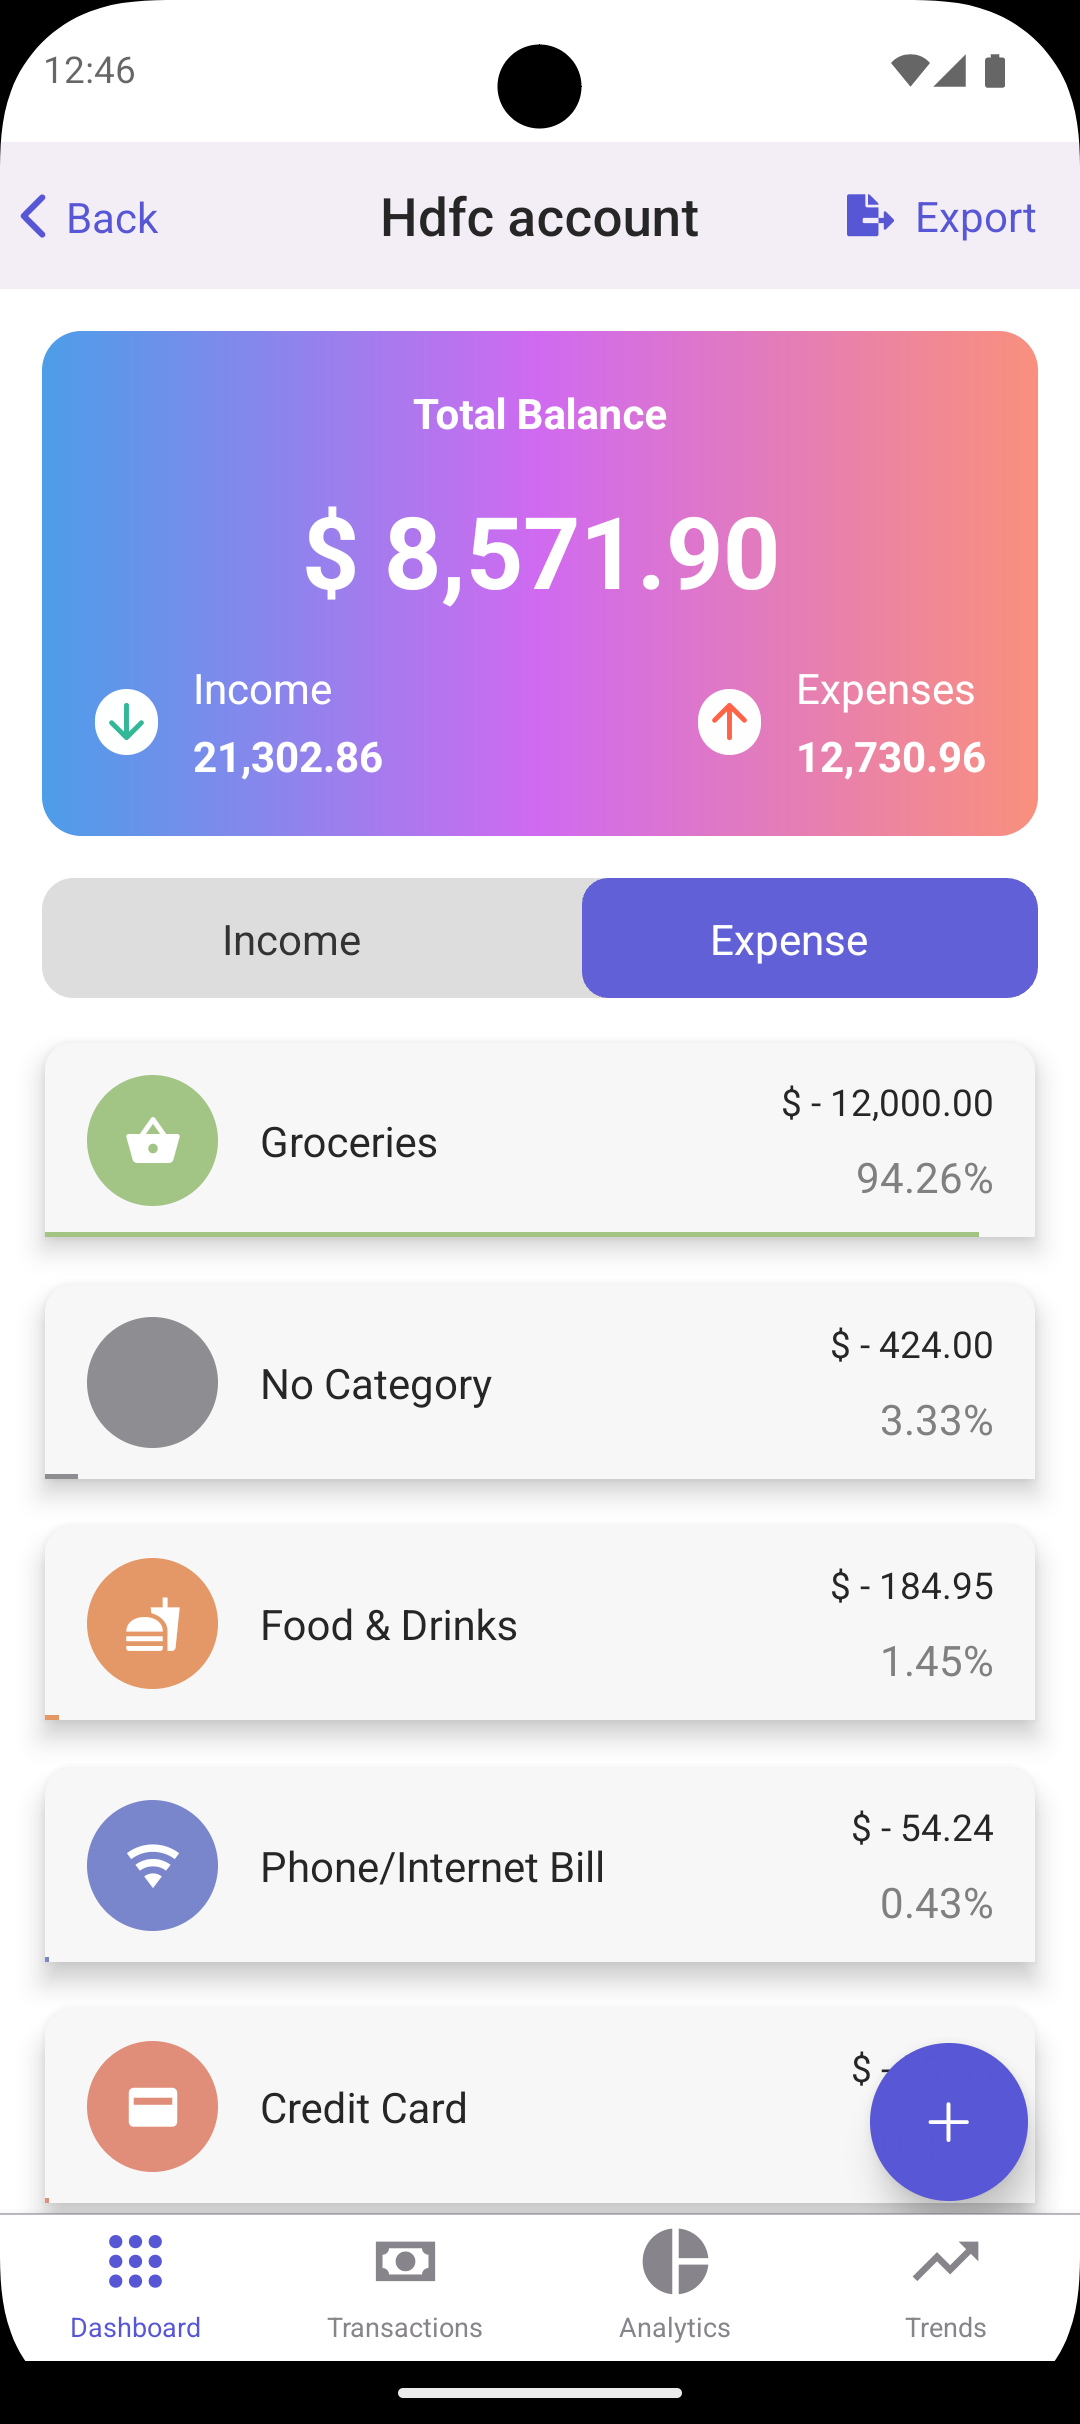 12:46
Back
Hdfc account
Export
Total Balance
$ 8,571.90
Income
21,302.86
Expenses
12,730.96
Income
Expense
Groceries
$ - 12,000.00
94.26%
No Category
$ - 424.00
3.33%
Food & Drinks
$ - 184.95
1.45%
Phone/Internet Bill
$ - 54.24
0.43%
Credit Card
$ -
Dashboard
Transactions
Analytics
Trends